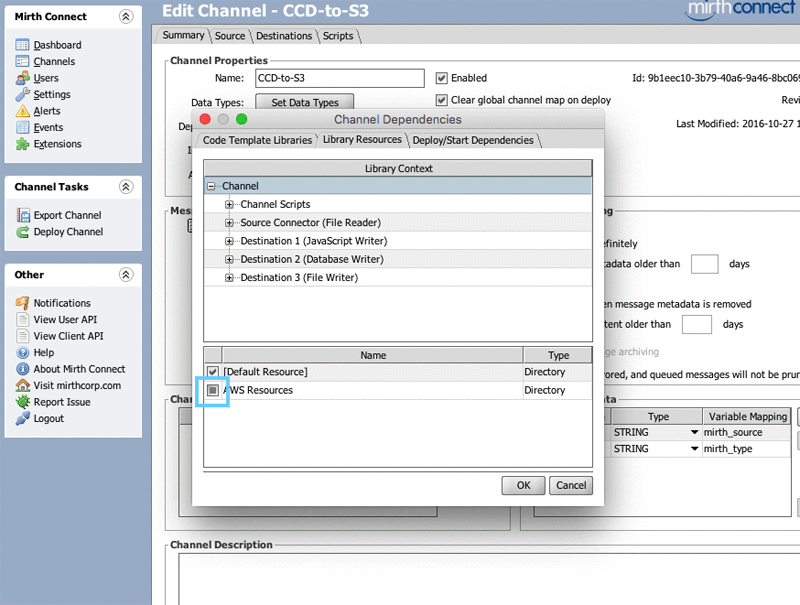 Mirth Connect
Dashboard
Channels
Users
Settings
Alerts
Events
Extensions
Channel Tasks
Export Channel
Deploy Channel
Other
Notifications
View User API
View Client API
Help
About Mirth Connect
Visit mirthcorp.com
Report Issue
Logout
Edit Channel - CCD-to-S3
mirth connect
Summary Source Destinations Scripts
Channel Properties
Name: CCD-to-S3 Enabled Id: 9b1eec10-3b79-40a6-9a46-8bc069
Data Types: Set Data Types Clear global channel map on deploy
Last Modified: 2016-10-27 1
Channel Dependencies
Code Template Libraries Library Resources Deploy/Start Dependencies
Library Context
Channel
Channel Scripts
Source Connector (File Reader)
Destination 1 (JavaScript Writer)
Destination 2 (Database Writer)
Destination 3 (File Writer)
Name Type
[Default Resource] Directory
AWS Resources Directory
OK Cancel
older than days
en message metadata is removed
older than days
ge archiving
rored, and queued messages will not be prun
Type Variable Mapping
STRING mirth_source
STRING mirth_type
Channel Description